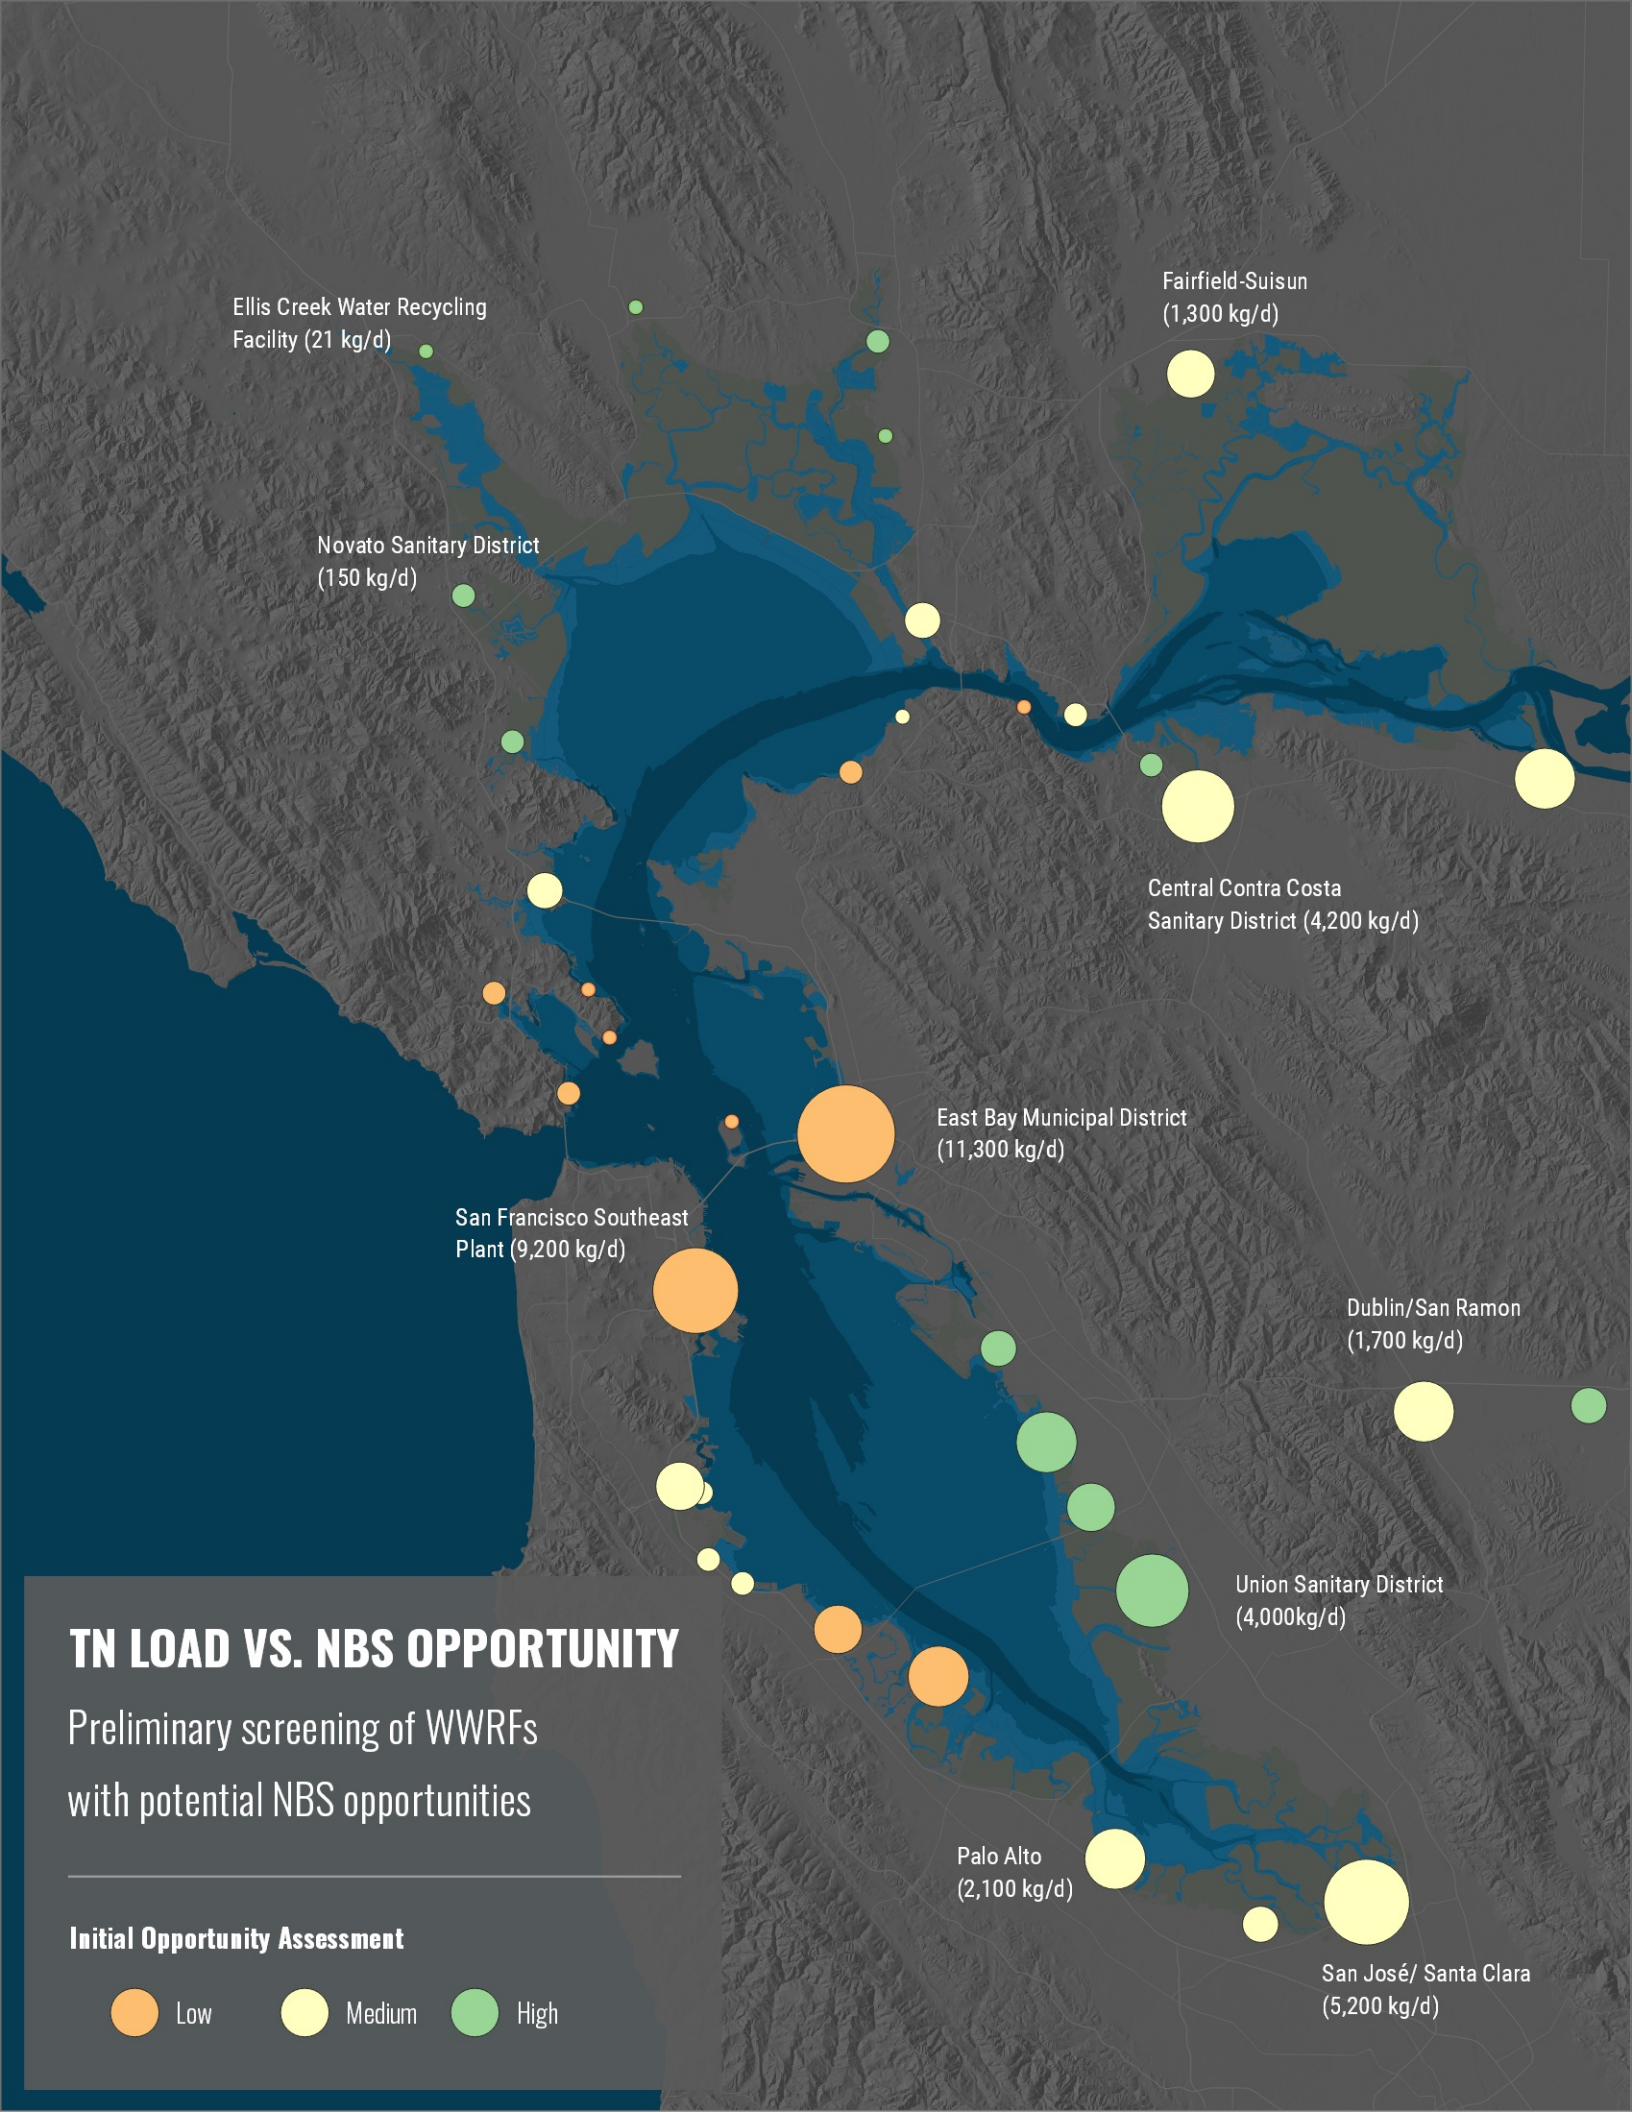 Fairfield-Suisun
(1,300 kg/d)
Ellis Creek Water Recycling
Facility (21 kg/d)
Novato Sanitary District
(150 kg/d)
Central Contra Costa
Sanitary District (4,200 kg/d)
East Bay Municipal District
(11,300 kg/d)
San Francisco Southeast
Plant (9,200 kg/d)
Dublin/San Ramon
(1,700 kg/d)
Union Sanitary District
(4,000kg/d)
Palo Alto
(2,100 kg/d)
San José/ Santa Clara
(5,200 kg/d)
TN LOAD VS. NBS OPPORTUNITY
Preliminary screening of WWRFs
with potential NBS opportunities
Initial Opportunity Assessment
Low Medium High